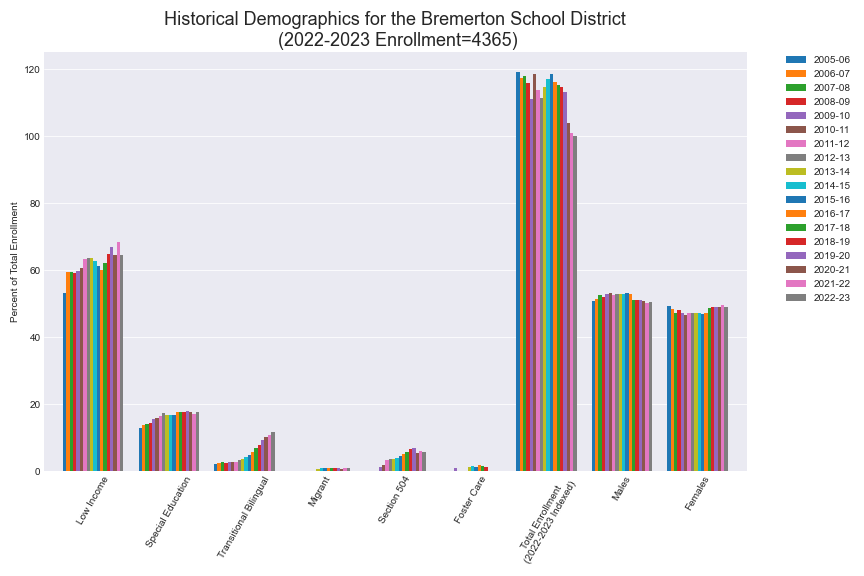 Historical Demographics for the Bremerton School District
(2022-2023 Enrollment=4365)
Percent of Total Enrollment
120
100
80
60
40
20
0
Low Income
Special Education
Transitional Bilingual
Migrant
Section 504
Foster Care
Total Enrollment
(2022-2023 Indexed)
Males
Females
2005-06
2006-07
2007-08
2008-09
2009-10
2010-11
2011-12
2012-13
2013-14
2014-15
2015-16
2016-17
2017-18
2018-19
2019-20
2020-21
2021-22
2022-23